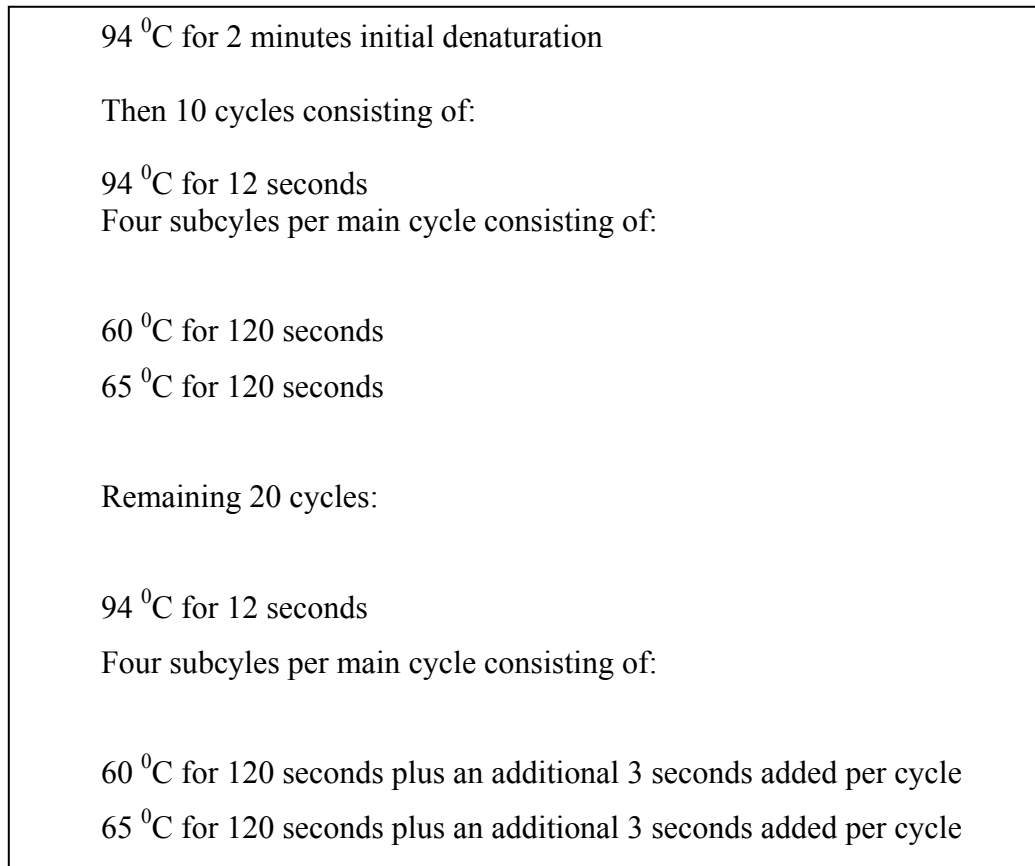 94 ⁰C for 2 minutes initial denaturation
Then 10 cycles consisting of:
94 ⁰C for 12 seconds
Four subcyles per main cycle consisting of:
60 ⁰C for 120 seconds
65 ⁰C for 120 seconds
Remaining 20 cycles:
94 ⁰C for 12 seconds
Four subcyles per main cycle consisting of:
60 ⁰C for 120 seconds plus an additional 3 seconds added per cycle
65 ⁰C for 120 seconds plus an additional 3 seconds added per cycle